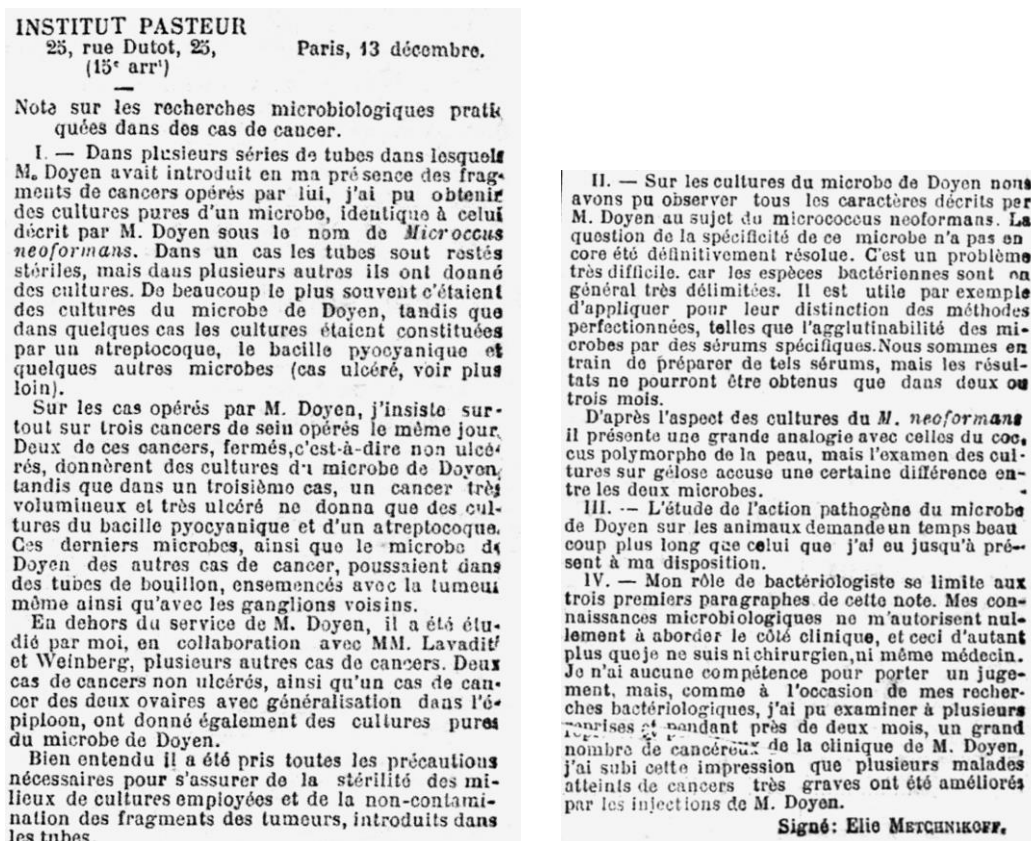 INSTITUT PASTEUR
25, rue Dutot, 25,
(15e arrt)
Paris, 13 décembre.
Note sur les recherches microbiologiques prati
quées dans des cas de cancer.
I. — Dans plusieurs séries de tubes dans lesquels
M. Doyen avait introduit en ma présence des frag-
ments de cancers opérés par lui, j'ai pu obtenir
des cultures pures d'un microbe, identique à celui
décrit par M. Doyen sous le nom de Microccus
neoformans. Dans un cas les tubes sont restés
stériles, mais dans plusieurs autres ils ont donné
des cultures. De beaucoup le plus souvent c'étaient
des cultures du microbe de Doyen, tandis que
dans quelques cas les cultures étaient constituées
par un atreptocoque, le bacille pyocyanique et
quelques autres microbes (cas ulcéré, voir plus
loin).
Sur les cas opérés par M. Doyen, j'insiste sur-
tout sur trois cancers de sein opérés le même jour.
Deux de ces cancers, fermés,c'est-à-dire non ulcé-
rés, donnèrent des cultures du microbe de Doyen,
tandis que dans un troisième cas, un cancer très
volumineux et très ulcéré ne donna que des cul-
tures du bacille pyocyanique et d'un atreptocoque.
Ces derniers microbes, ainsi que le microbe de
Doyen des autres cas de cancer, poussaient dans
des tubes de bouillon, ensemencés avec la tumeur
même ainsi qu'avec les ganglions voisins.
En dehors du service de M. Doyen, il a été étu-
dié par moi, en collaboration avec MM. Lavadit
et Weinberg, plusieurs autres cas de cancers. Deux
cas de cancers non ulcérés, ainsi qu'un cas de can-
cer des deux ovaires avec généralisation dans l'é-
piploon, ont donné également des cultures pures
du microbe de Doyen.
Bien entendu il a été pris toutes les précautions
nécessaires pour s'assurer de la stérilité des mi-
lieux de cultures employées et de la non-contami-
nation des fragments des tumeurs, introduits dans
les tubes
II. — Sur les cultures du microbe de Doyen nous
avons pu observer tous les caractères décrits per
M. Doyen au sujet du micrococcus neoformans. La
question de la spécificité de ce microbe n'a pas en
core été définitivement résolue. C'est un problème
très difficile. car les espèces bactériennes sont en
général très délimitées. Il est utile par exemple
d'appliquer pour leur distinction des méthodes
perfectionnées, telles que l'agglutinabilité des mi-
crobes par des sérums spécifiques.Nous sommes en
train de préparer de tels sérums, mais les résul-
tats ne pourront être obtenus que dans deux ou
trois mois.
D'après l'aspect des cultures du M. neoformans
il présente une grande analogie avec celles du coc-
cus polymorphe de la peau, mais l'examen des cul-
tures sur gélose accuse une certaine différence en-
tre les deux microbes.
III. — L'étude de l'action pathogène du microbe
de Doyen sur les animaux demande un temps beau
coup plus long que celui que j'ai eu jusqu'à pré-
sent à ma disposition.
IV. — Mon rôle de bactériologiste se limite aux
trois premiers paragraphes de cette note. Mes con-
naissances microbiologiques ne m'autorisent nul-
lement à aborder le côté clinique, et ceci d'autant
plus que je ne suis ni chirurgien,ni même médecin.
Je n'ai aucune compétence pour porter un juge-
ment, mais, comme à l'occasion de mes recher-
ches bactériologiques, j'ai pu examiner à plusieurs
reprises et pendant près de deux mois, un grand
nombre de cancéreux de la clinique de M. Doyen,
j'ai subi cette impression que plusieurs malades
atteints de cancers très graves ont été améliorés
par les injections de M. Doyen.
Signé: Elie METCHNIKOFF.